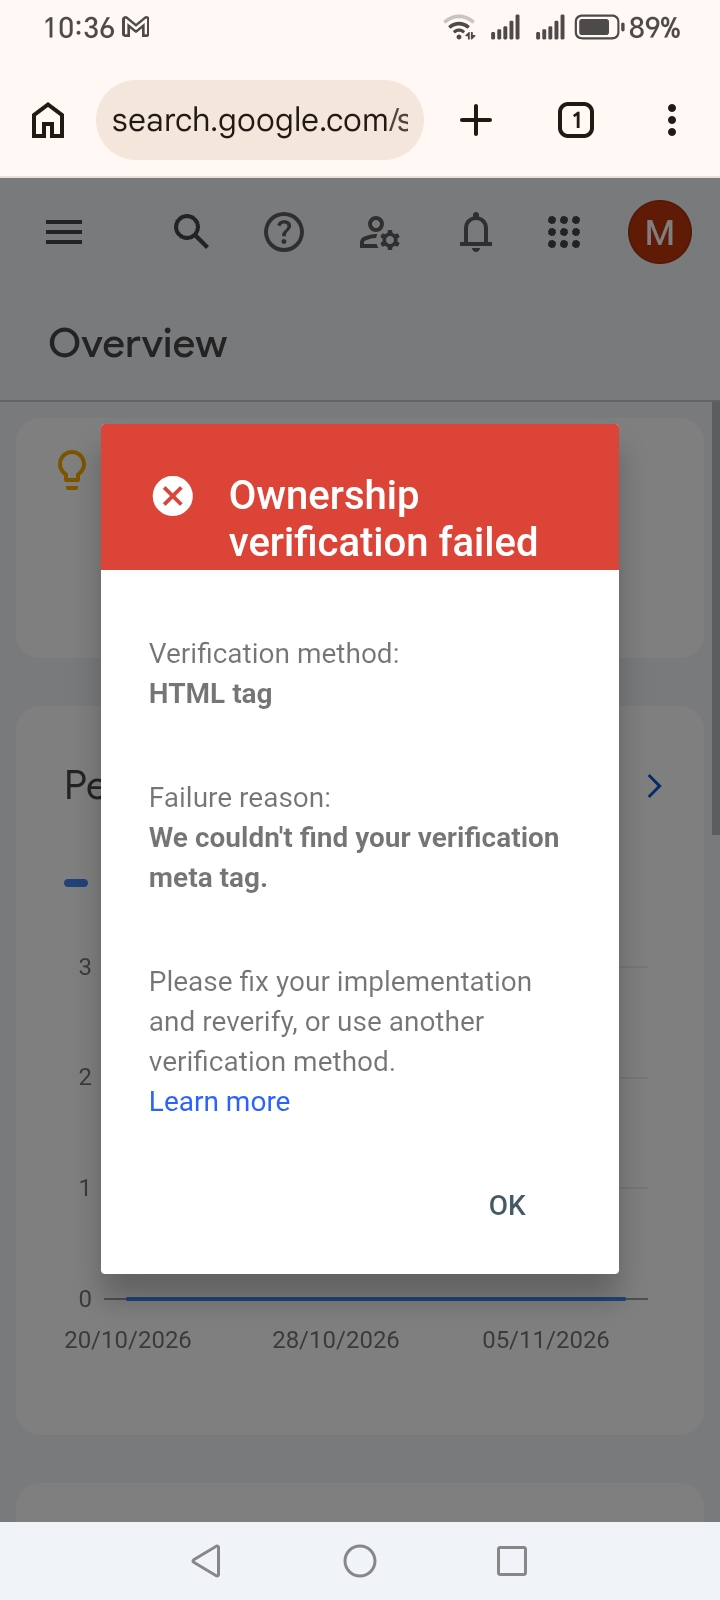 10:36
89%
search.google.com/s
1
M
Overview
Ownership
verification failed
Verification method:
HTML tag
Pe
Failure reason:
We couldn't find your verification
meta tag.
3
Please fix your implementation
and reverify, or use another
2
verification method.
Learn more
1
OK
0
20/10/2026
28/10/2026
05/11/2026